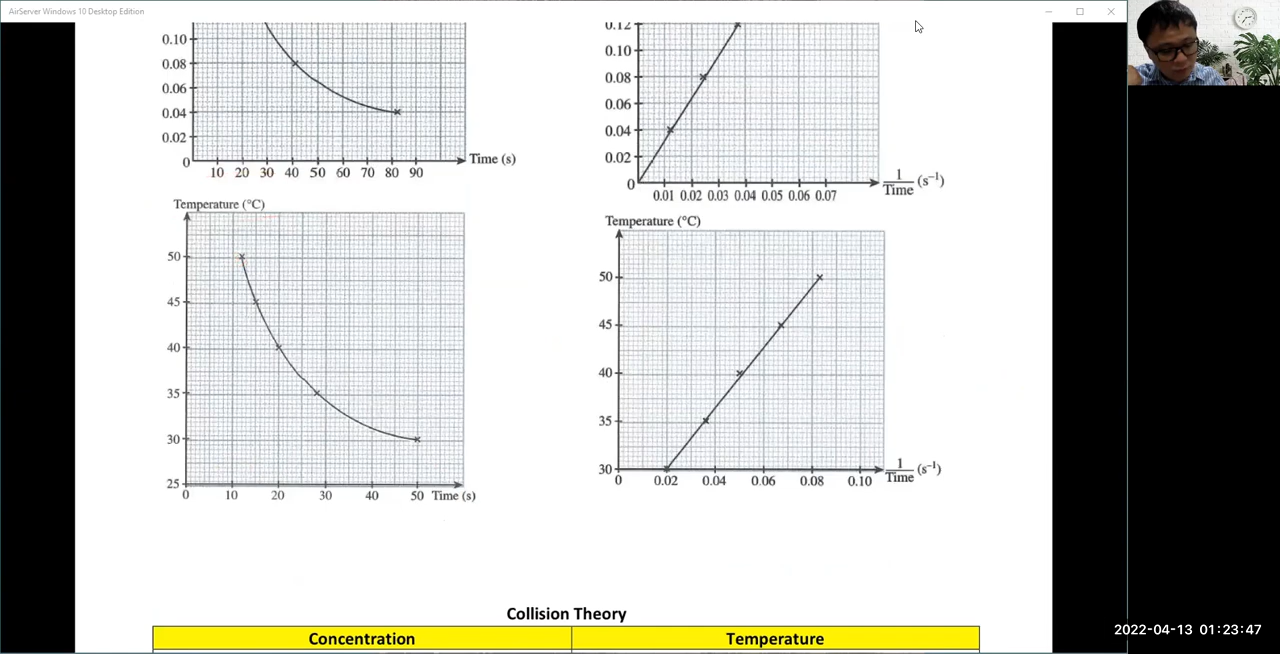 AirServer Windows 10 Desktop Edition
0.10
0.08
0.06
0.04
0.02
0
10 20 30 40 50 60 70 80 90
Time (s)
0.12
0.10
0.08
0.06
0.04
0.02
0
0.01 0.02 0.03 0.04 0.05 0.06 0.07
1
Time (s⁻¹)
Temperature (°C)
50
45
40
35
30
25
0 10 20 30 40 50 Time (s)
Temperature (°C)
50
45
40
35
30
0 0.02 0.04 0.06 0.08 0.10
1
Time (s⁻¹)
Collision Theory
Concentration Temperature
2022-04-13 01:23:47